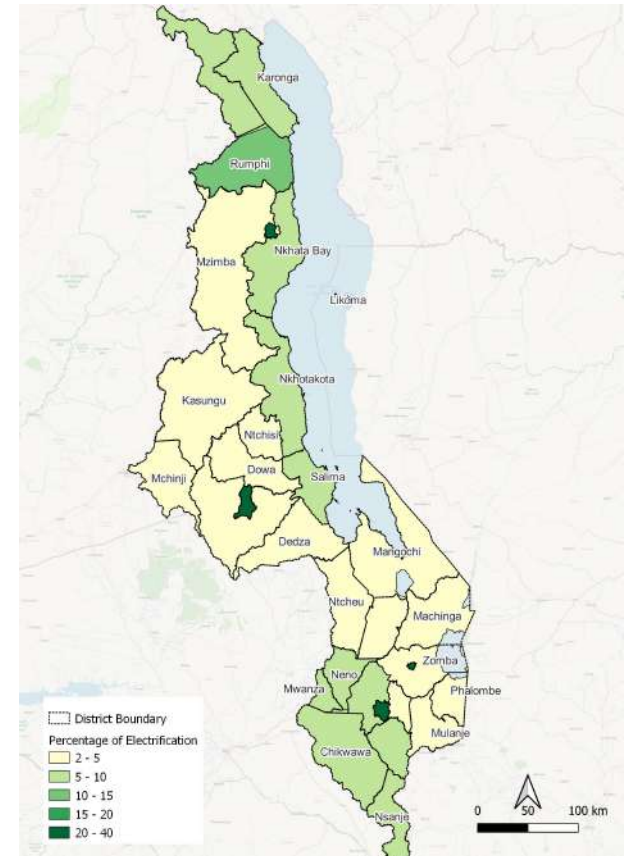 Karonga
Rumphi
Mzimba
Nkhata Bay
Likoma
Nkhotakota
Kasungu
Ntchisi
Dowa
Mchinji
Salima
Dedza
Mangochi
Ntcheu
Machinga
Zomba
Neno
Mwanza
Phalombe
Mulanje
Chikwawa
Nsanje
District Boundary
Percentage of Electrification
2 - 5
5 - 10
10 - 15
15 - 20
20 - 40
0 50 100 km